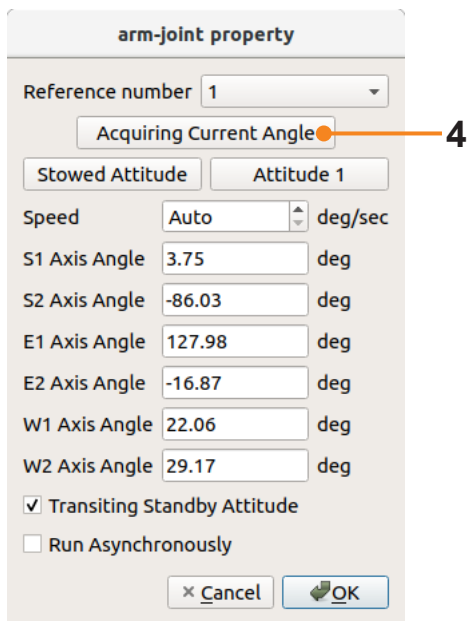 arm-joint property
Reference number 1
Acquiring Current Angle 4
Stowed Attitude Attitude 1
Speed Auto deg/sec
S1 Axis Angle 3.75 deg
S2 Axis Angle -86.03 deg
E1 Axis Angle 127.98 deg
E2 Axis Angle -16.87 deg
W1 Axis Angle 22.06 deg
W2 Axis Angle 29.17 deg
Transiting Standby Attitude
Run Asynchronously
Cancel OK